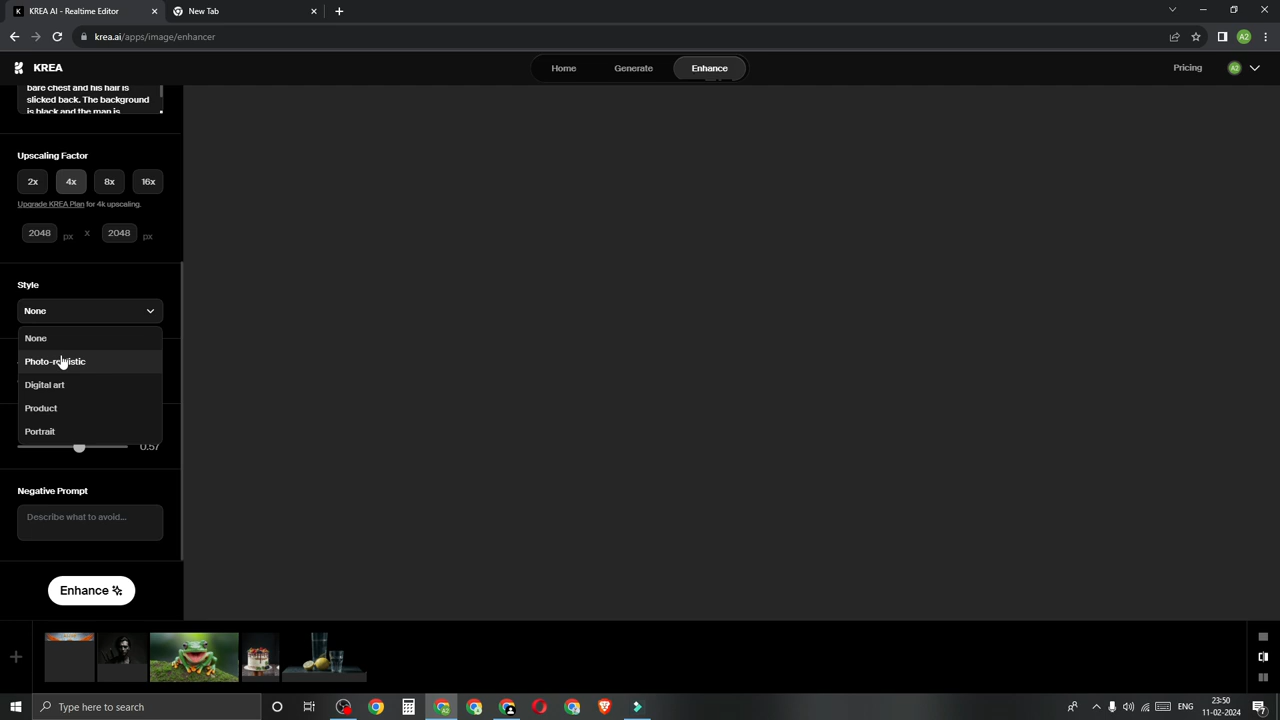 KREA AI - Realtime Editor
New Tab
krea.ai/apps/image/enhancer
A2
KREA
Home
Generate
Enhance
Pricing
A2
bare chest and his hair is
slicked back. The background
is black and the man is
Upscaling Factor
2x
4x
8x
16x
Upgrade KREA Plan for 4k upscaling.
2048 px x 2048 px
Style
None
None
Photo-realistic
Digital art
Product
Portrait
0.57
Negative Prompt
Describe what to avoid...
Enhance
Type here to search
ENG
23:50
11-02-2024